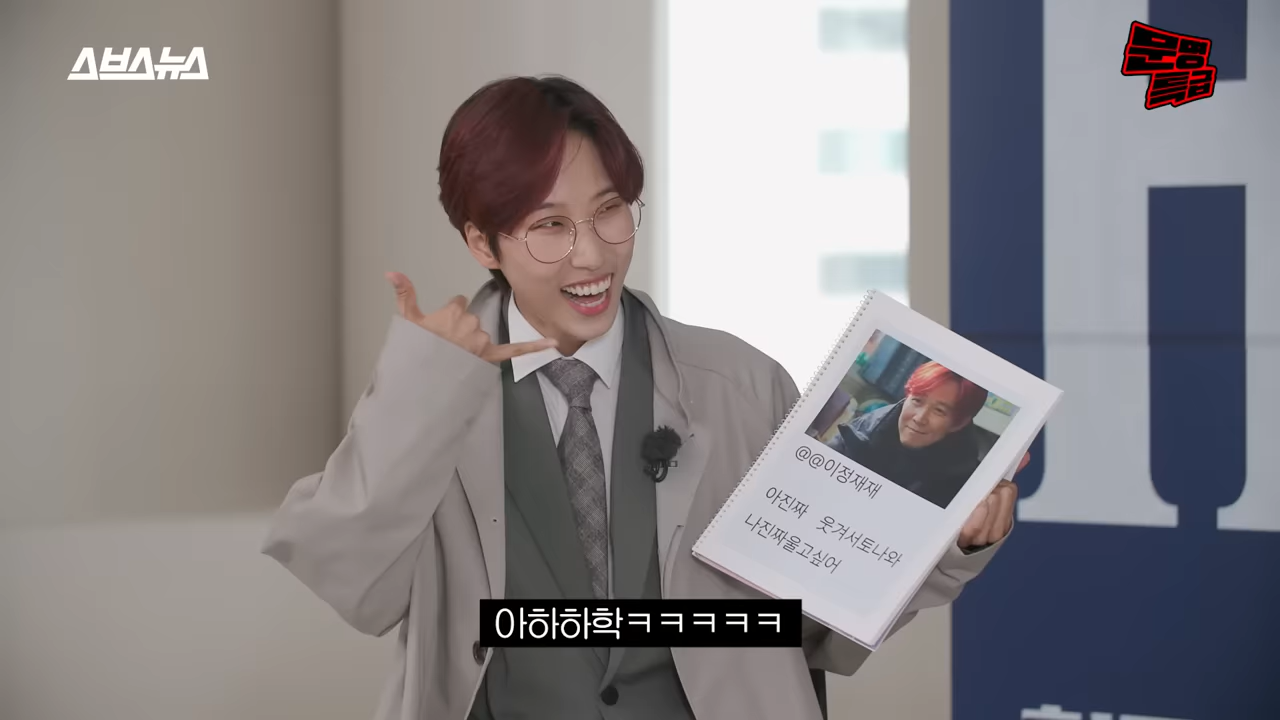 스브스뉴스
문명
특급
@@이정재재
아진짜 웃겨서토나와
나진짜울고싶어
아하하학ㅋㅋㅋㅋㅋ